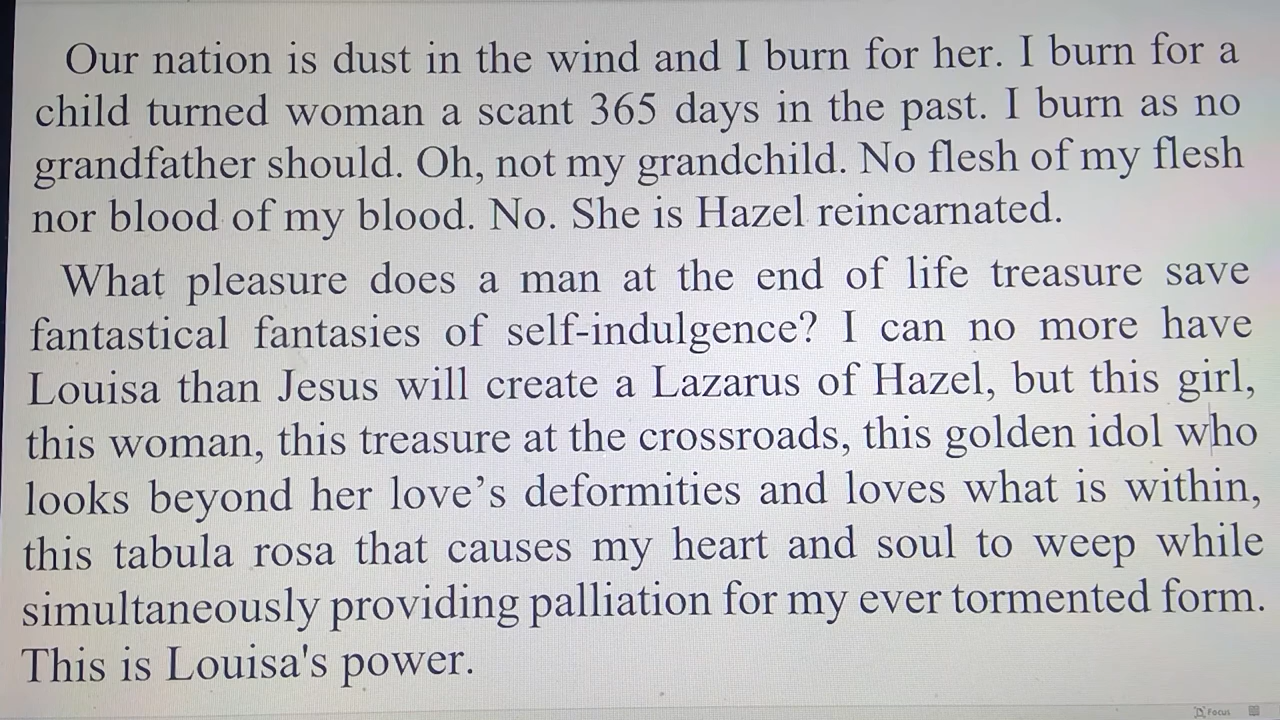 Our nation is dust in the wind and I burn for her. I burn for a
child turned woman a scant 365 days in the past. I burn as no
grandfather should. Oh, not my grandchild. No flesh of my flesh
nor blood of my blood. No. She is Hazel reincarnated.
What pleasure does a man at the end of life treasure save
fantastical fantasies of self-indulgence? I can no more have
Louisa than Jesus will create a Lazarus of Hazel, but this girl,
this woman, this treasure at the crossroads, this golden idol who
looks beyond her love’s deformities and loves what is within,
this tabula rosa that causes my heart and soul to weep while
simultaneously providing palliation for my ever tormented form.
This is Louisa's power.
Focus